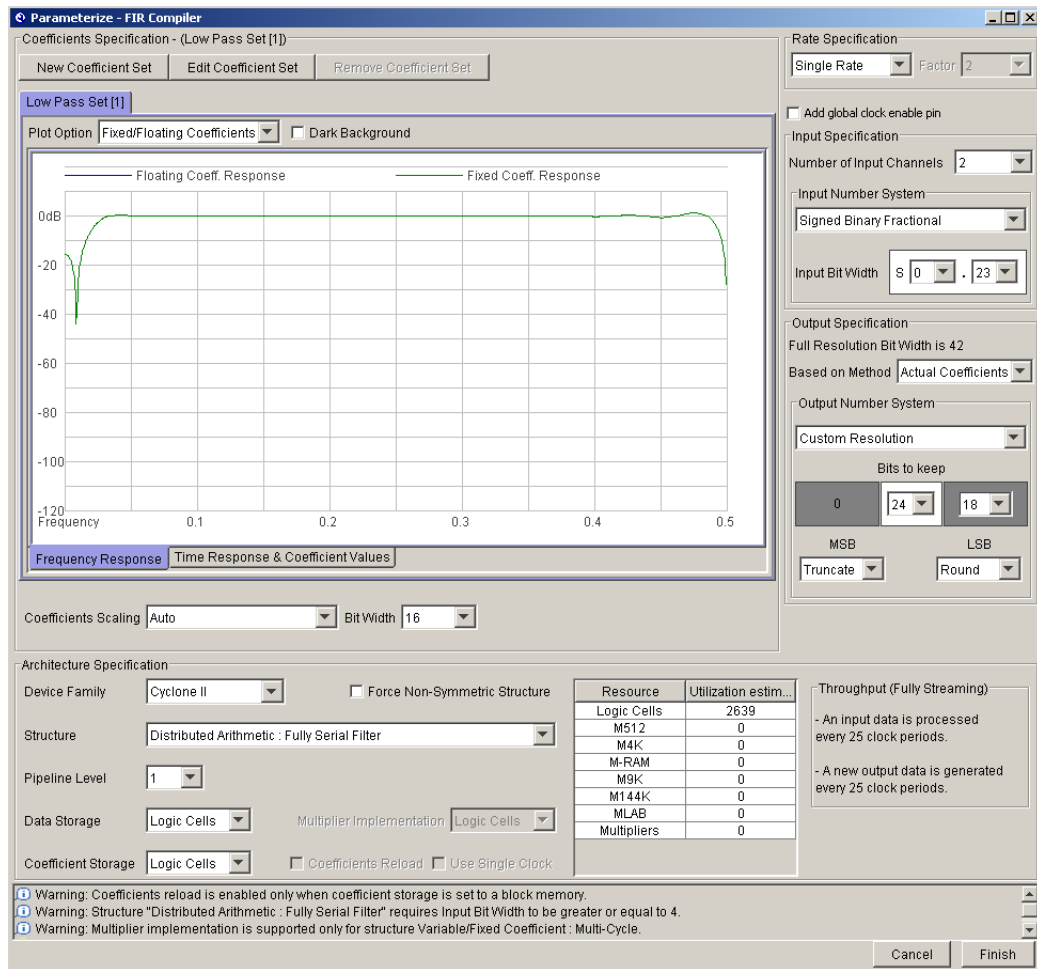 Parameterize - FIR Compiler
Coefficients Specification - (Low Pass Set [1])
New Coefficient Set
Edit Coefficient Set
Remove Coefficient Set
Low Pass Set [1]
Plot Option
Fixed/Floating Coefficients
Dark Background
Floating Coeff. Response
Fixed Coeff. Response
0dB
-20
-40
-60
-80
-100
-120
Frequency
0.1
0.2
0.3
0.4
0.5
Frequency Response
Time Response & Coefficient Values
Coefficients Scaling
Auto
Bit Width
16
Rate Specification
Single Rate
Factor
2
Add global clock enable pin
Input Specification
Number of Input Channels
2
Input Number System
Signed Binary Fractional
Input Bit Width
S 0 . 23
Output Specification
Full Resolution Bit Width is 42
Based on Method
Actual Coefficients
Output Number System
Custom Resolution
Bits to keep
0
24
18
MSB
LSB
Truncate
Round
Architecture Specification
Device Family
Cyclone II
Force Non-Symmetric Structure
Structure
Distributed Arithmetic : Fully Serial Filter
Pipeline Level
1
Data Storage
Logic Cells
Multiplier Implementation
Logic Cells
Coefficient Storage
Logic Cells
Coefficients Reload
Use Single Clock
Resource Utilization estim...
Logic Cells 2639
M512 0
M4K 0
M-RAM 0
M9K 0
M144K 0
MLAB 0
Multipliers 0
Throughput (Fully Streaming)
- An input data is processed
every 25 clock periods.
- A new output data is generated
every 25 clock periods.
Warning: Coefficients reload is enabled only when coefficient storage is set to a block memory.
Warning: Structure "Distributed Arithmetic : Fully Serial Filter" requires Input Bit Width to be greater or equal to 4.
Warning: Multiplier implementation is supported only for structure Variable/Fixed Coefficient : Multi-Cycle.
Cancel
Finish